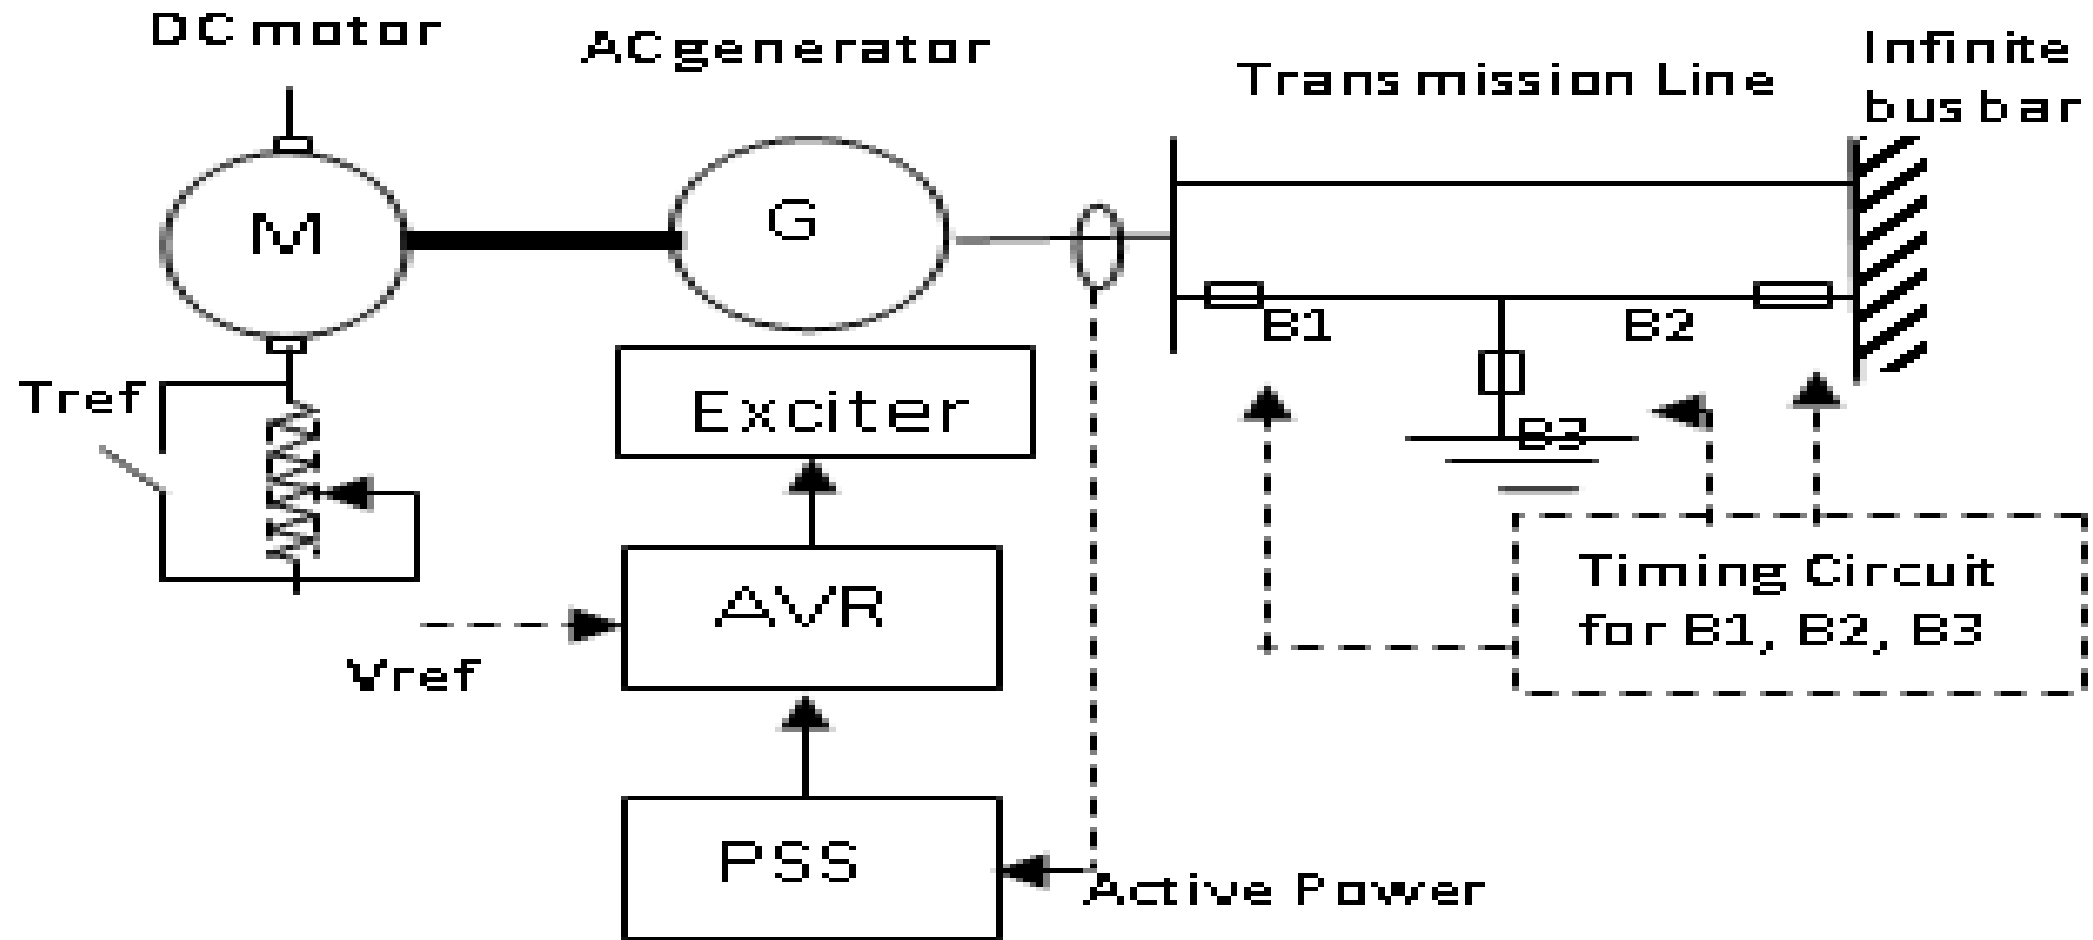 DC motor
AC generator
Transmission Line
Infinite
bus bar
M
G
B1
B2
Tref
Exciter
B3
AVR
Timing Circuit
for B1, B2, B3
Vref
PSS
Active Power